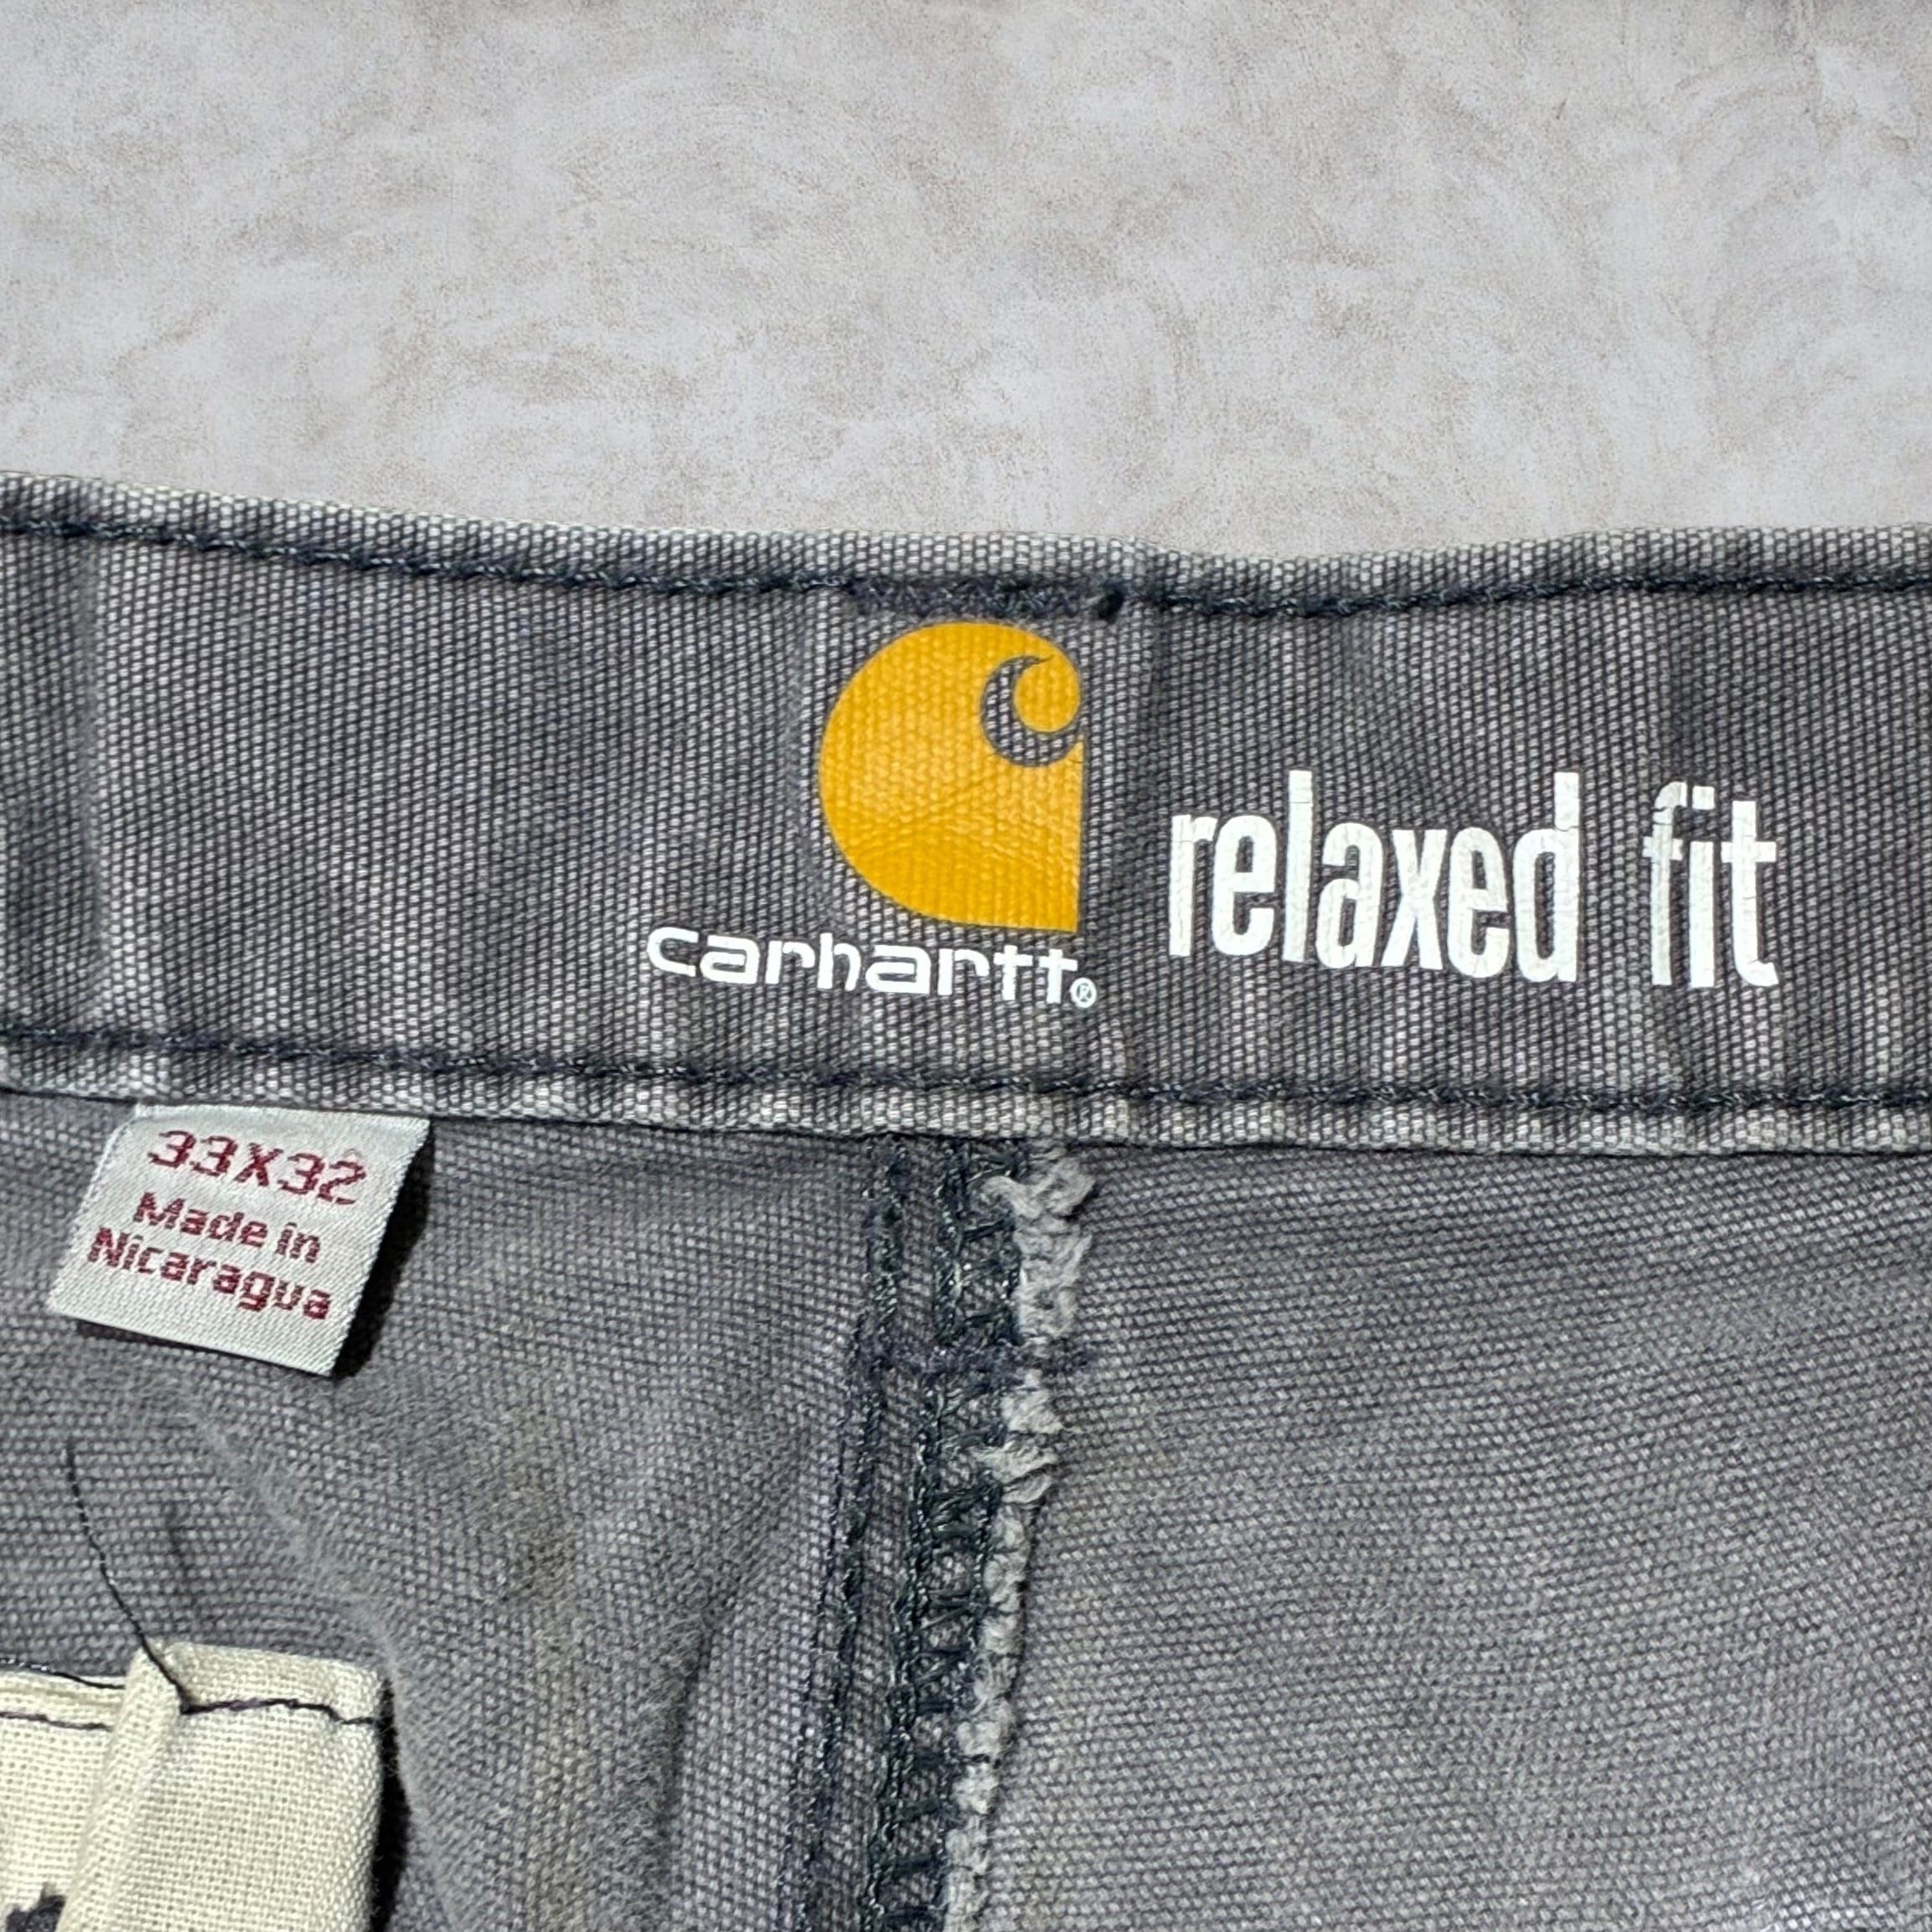 carhartt®
relaxed fit
33X32
Made in
Nicaragua